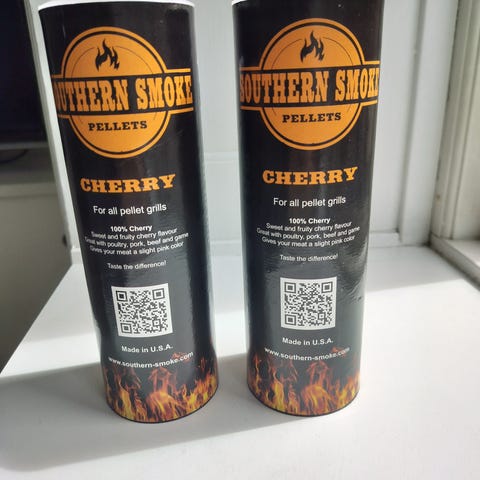 OUTHERN SMOKE
PELLETS
CHERRY
For all pellet grills
100% Cherry
Sweet and fruity cherry flavour
Great with poultry, pork, beef and game
Gives your meat a slight pink color
Taste the difference!
Made in U.S.A.
www.southern-smoke.com
SOUTHERN SMOKE
PELLETS
CHERRY
For all pellet grills
100% Cherry
Sweet and fruity cherry flavour
Great with poultry, pork, beef and game
Gives your meat a slight pink color
Taste the difference!
Made in U.S.A.
www.southern-smoke.com